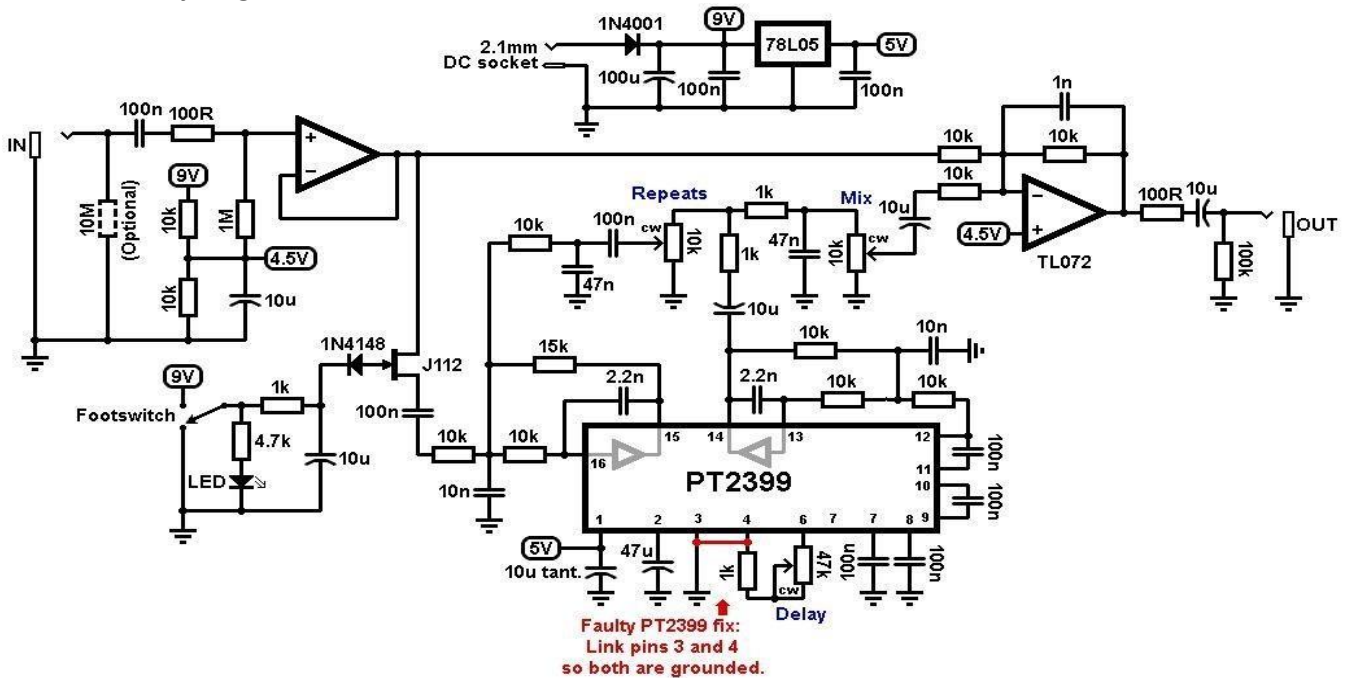 1N4001
9V
78L05
5V
2.1mm
DC socket
100u
100n
100n
1n
100n
100R
10k
10k
IN
+
−
10k
−
+
4.5V
TL072
100R
10u
OUT
100k
10M
(Optional)
9V
10k
1M
4.5V
10k
10u
Repeats
1k
Mix
10u
10k
100n
cw
10k
47n
1k
47n
cw
10k
10u
1N4148
J112
9V
1k
Footswitch
4.7k
LED
10u
100n
15k
2.2n
10k
10n
2.2n
10k
10k
10k
10k
10n
15
14
13
12
16
11
10
9
PT2399
100n
100n
1
2
3
4
6
7
7
8
5V
10u tant.
47u
1k
cw
47k
100n
100n
Delay
Faulty PT2399 fix:
Link pins 3 and 4
so both are grounded.